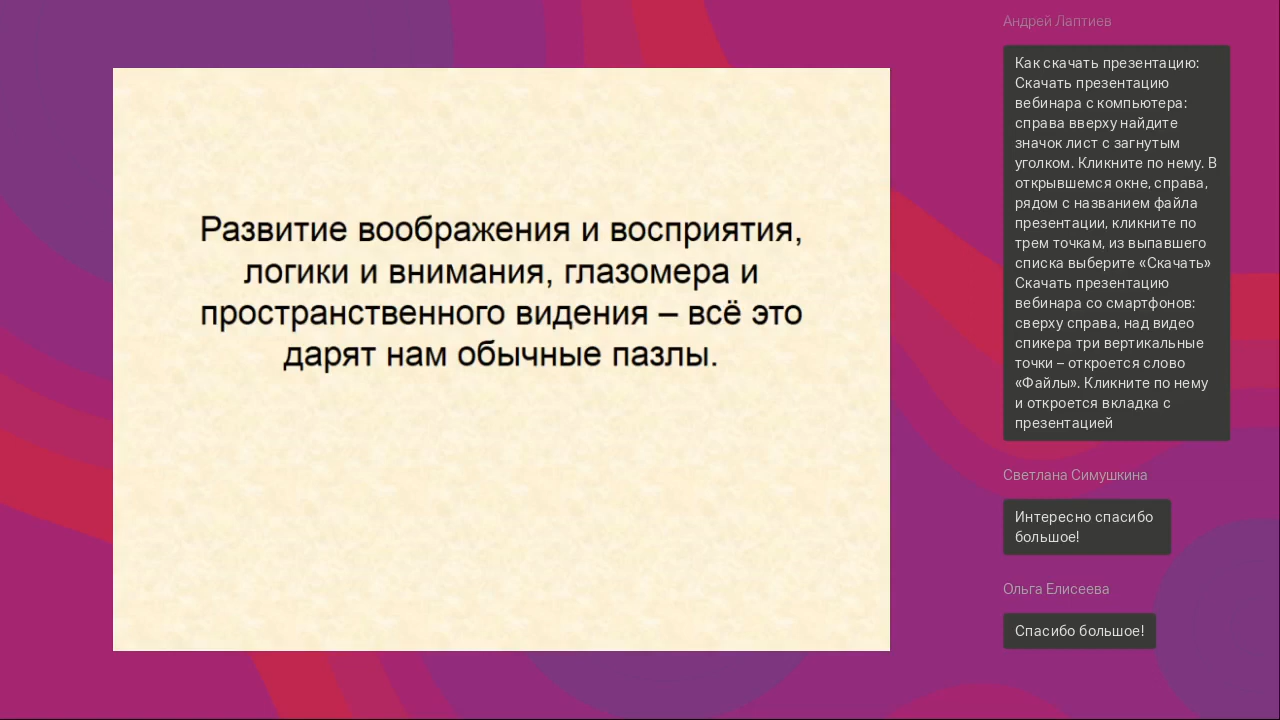 Развитие воображения и восприятия,
логики и внимания, глазомера и
пространственного видения – всё это
дарят нам обычные пазлы.
Андрей Лаптиев
Как скачать презентацию:
Скачать презентацию
вебинара с компьютера:
справа вверху найдите
значок лист с загнутым
уголком. Кликните по нему. В
открывшемся окне, справа,
рядом с названием файла
презентации, кликните по
трем точкам, из выпавшего
списка выберите «Скачать»
Скачать презентацию
вебинара со смартфонов:
сверху справа, над видео
спикера три вертикальные
точки – откроется слово
«Файлы». Кликните по нему
и откроется вкладка с
презентацией
Светлана Симушкина
Интересно спасибо
большое!
Ольга Елисеева
Спасибо большое!